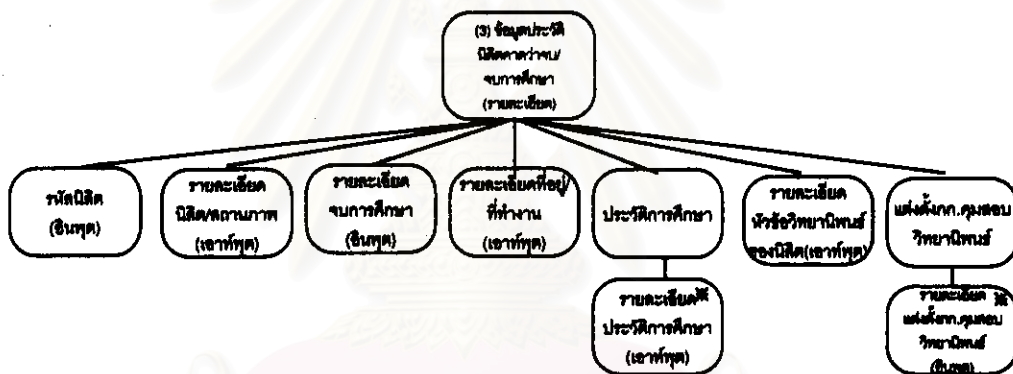 (3) ข้อมูลประวัติ
นิสิตคาดว่าจบ/
จบการศึกษา
(รายละเอียด)
รหัสนิสิต
(อินพุต)
รายละเอียด
นิสิต/สถานภาพ
(เอาท์พุต)
รายละเอียด
จบการศึกษา
(อินพุต)
รายละเอียดที่อยู่/
ที่ทำงาน
(เอาท์พุต)
ประวัติการศึกษา
รายละเอียด
หัวข้อวิทยานิพนธ์
ของนิสิต(เอาท์พุต)
แต่งตั้งกก.คุมสอบ
วิทยานิพนธ์
รายละเอียด※
ประวัติการศึกษา
(เอาท์พุต)
รายละเอียด ※
แต่งตั้งกก.คุมสอบ
วิทยานิพนธ์
(อินพุต)